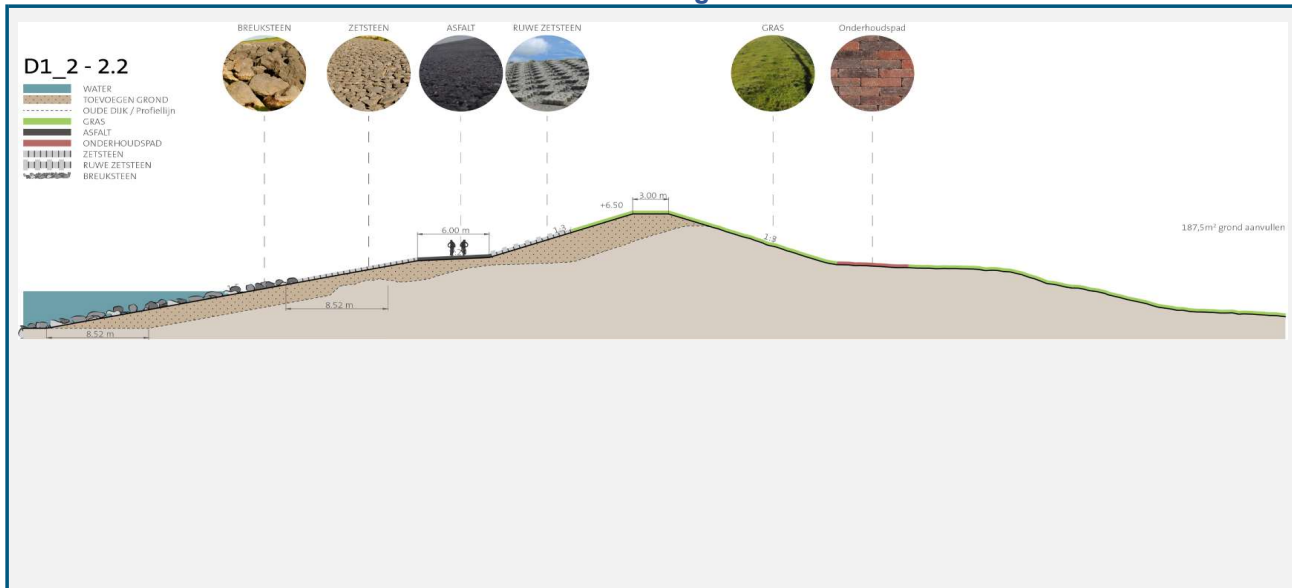 BREUKSTEEN
ZETSTEEN
ASFALT
RUWE ZETSTEEN
GRAS
Onderhoudspad
D1_2 - 2.2
WATER
TOEVOEGEN GROND
OUDE DIJK / Profiellijn
GRAS
ASFALT
ONDERHOUDSPAD
ZETSTEEN
RUWE ZETSTEEN
BREUKSTEEN
+6.50
3.00 m
187,5m² grond aanvullen
6.00 m
1:3
1:3
8.52 m
8.52 m